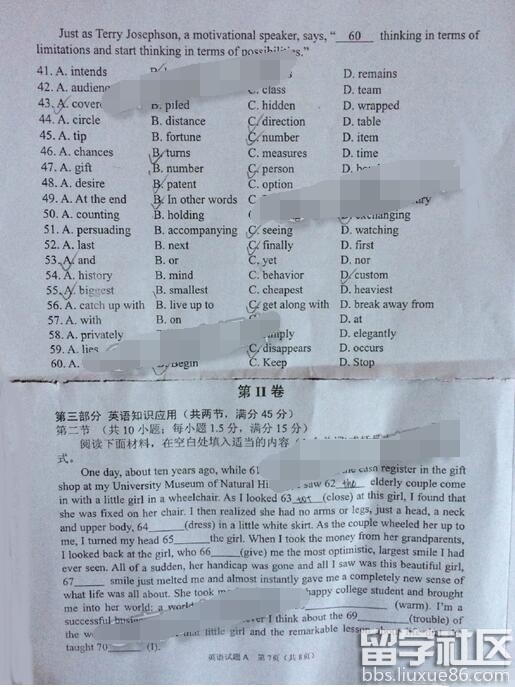 Just as Terry Josephson, a motivational speaker, says, “ 60 thinking in terms of
limitations and start thinking in terms of possibilities.”
41. A. intends D. remains
42. A. C. class D. team
43. A. B. piled C. hidden D. wrapped
44. A. circle B. distance C. direction D. table
45. A. tip B. fortune C. number D. item
46. A. chances B. turns C. measures D. time
47. A. gift B. number C. person D.
48. A. desire B. patent C. option
49. A. At the end B. In other words C.
50. A. counting B. holding D. exchanging
51. A. persuading B. accompanying C. seeing D. watching
52. A. last B. next C. finally D. first
53. A. and B. or C. yet D. nor
54. A. history B. mind C. behavior D. custom
55. A. biggest B. smallest C. cheapest D. heaviest
56. A. catch up with B. live up to C. get along with D. break away from
57. A. with B. on D. at
58. A. privately D. elegantly
59. A. lies C. disappears D. occurs
60. A. B. Begin C. Keep D. Stop
第 II 卷
第三部分 英语知识应用（共两节，满分 45 分）
第二节 （共 10 小题；每小题 1.5 分，满分 15 分）
阅读下面材料，在空白处填入适当的内容（
式。
One day, about ten years ago, while 61 cash register in the gift
shop at my University Museum of Natural saw 62 the elderly couple come
in with a little girl in a wheelchair. As I looked 63 (close) at this girl, I found that
she was fixed on her chair. I then realized she had no arms or legs, just a head, a neck
and upper body, 64 (dress) in a little white skirt. As the couple wheeled her up to
me, I turned my head 65 the girl. When I took the money from her grandparents,
I looked back at the girl, who 66 (give) me the most optimistic, largest smile I had
ever seen. All of a sudden, her handicap was gone and all I saw was this beautiful girl,
67 smile just melted me and almost instantly gave me a completely new sense of
what life was all about. She took happy college student and brought
me into her world; a (warm). I’m a
successful I think about the 69 (trouble) of
the that little girl and the remarkable lesson
taught 70 (I).
英语试题 A 第 7 页（共 8 页）
留学社区
bbs.liuxue86.com